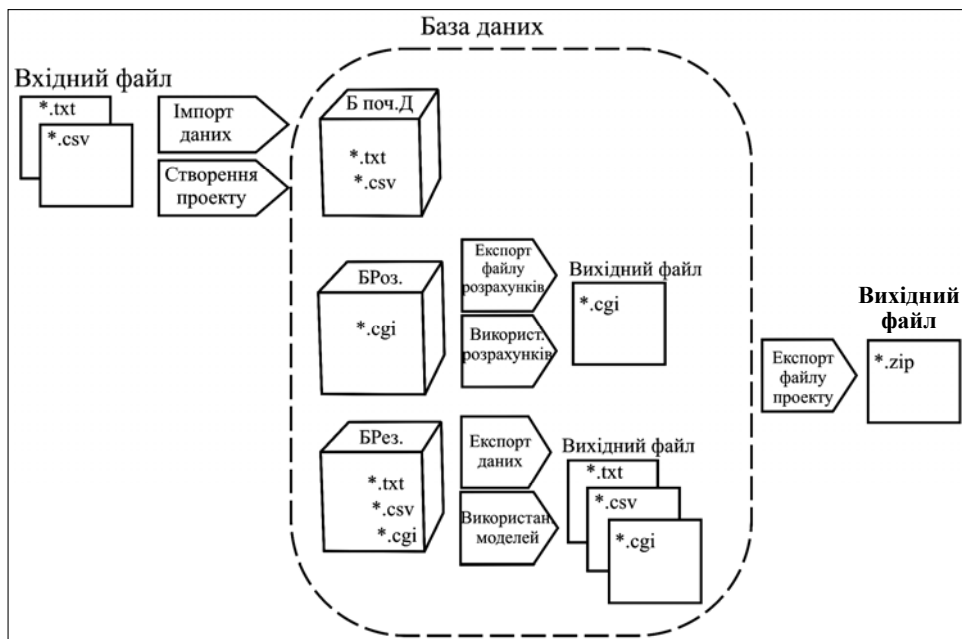 База даних
Вхідний файл
*.txt
*.csv
Імпорт
даних
Створення
проекту
Б поч.Д
*.txt
*.csv
БРоз.
*.cgi
Експорт
файлу
розрахунків
Використ.
розрахунків
Вихідний файл
*.cgi
БРез.
*.txt
*.csv
*.cgi
Експорт
даних
Використан.
моделей
Вихідний файл
*.txt
*.csv
*.cgi
Експорт
файлу
проекту
Вихідний
файл
*.zip